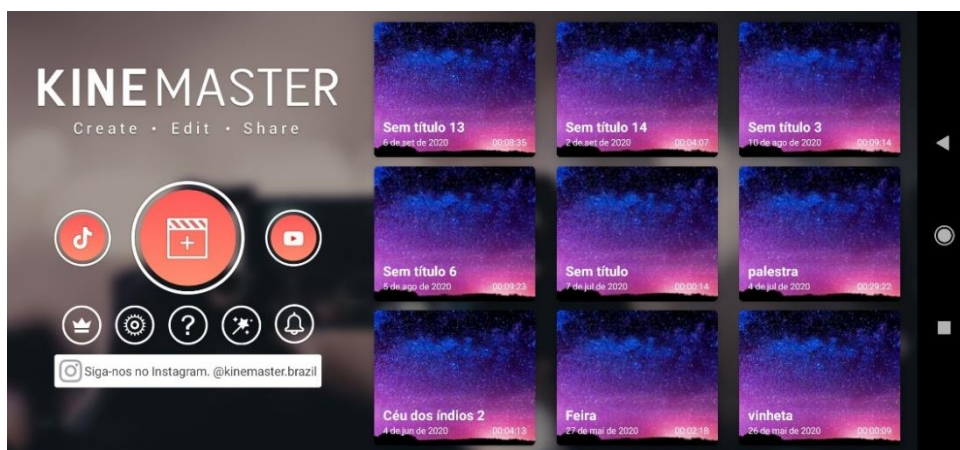 KINEMASTER
Create • Edit • Share
Siga-nos no Instagram. @kinemaster.brazil
Sem título 13
6 de set de 2020 00:08:35
Sem título 14
2 de set de 2020 00:04:07
Sem título 3
10 de ago de 2020 00:09:14
Sem título 6
5 de ago de 2020 00:09:23
Sem título
7 de jul de 2020 00:00:14
palestra
4 de jul de 2020 00:29:22
Céu dos índios 2
4 de jun de 2020 00:04:13
Feira
27 de mai de 2020 00:02:18
vinheta
26 de mai de 2020 00:00:09